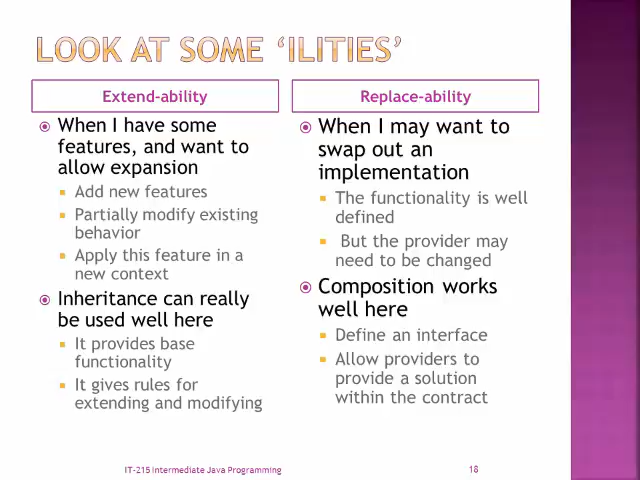 LOOK AT SOME ‘ILITIES’
Extend-ability
When I have some
features, and want to
allow expansion
Add new features
Partially modify existing
behavior
Apply this feature in a
new context
Inheritance can really
be used well here
It provides base
functionality
It gives rules for
extending and modifying
Replace-ability
When I may want to
swap out an
implementation
The functionality is well
defined
But the provider may
need to be changed
Composition works
well here
Define an interface
Allow providers to
provide a solution
within the contract
IT-215 Intermediate Java Programming
18